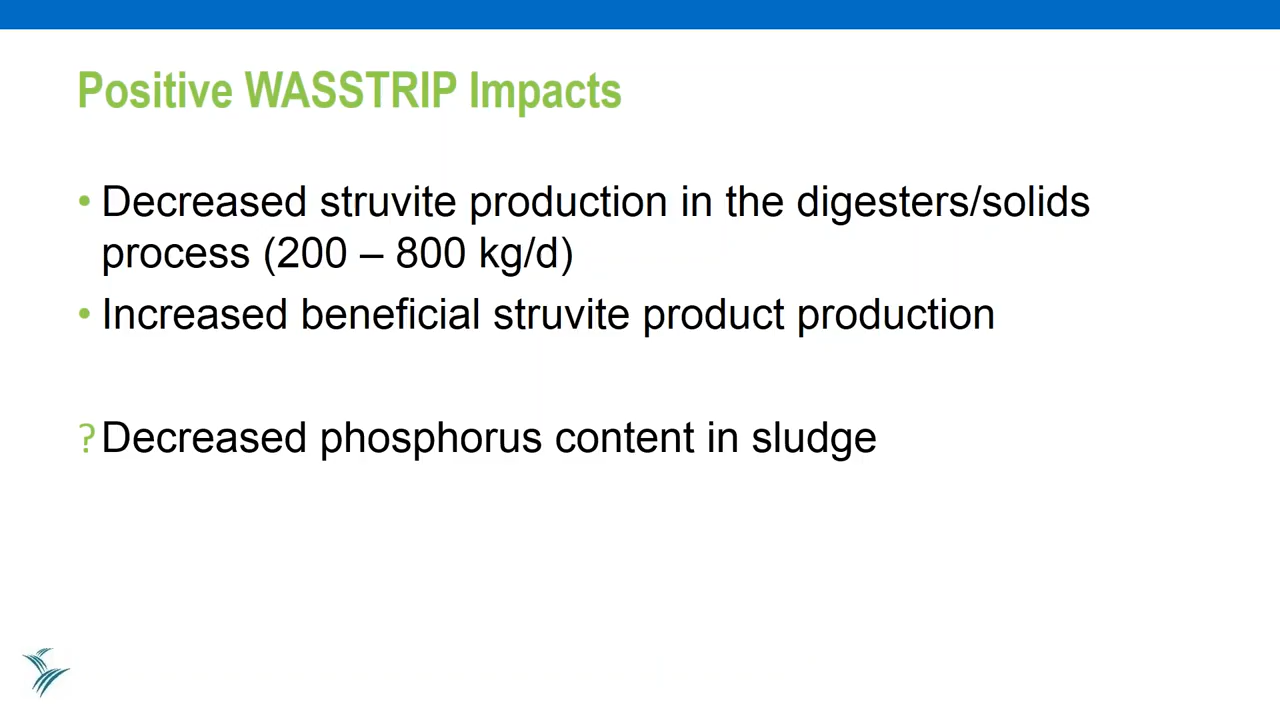 Positive WASSTRIP Impacts
• Decreased struvite production in the digesters/solids
process (200 – 800 kg/d)
• Increased beneficial struvite product production
? Decreased phosphorus content in sludge